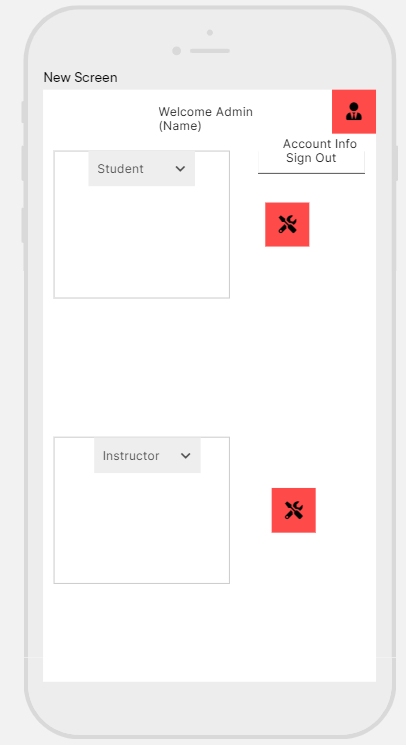 New Screen
Welcome Admin
(Name)
Account Info
Sign Out
Student
Instructor